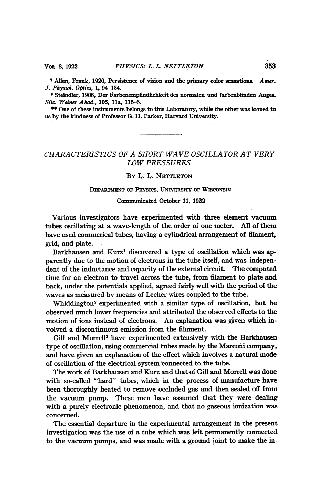 VOL. 8, 1922 PHYSICS: L. L. NETTLETON 353
⁷ Allen, Frank, 1920, Persistence of vision and the primary color sensations. Amer.
J. Physiol. Optics, 1, 94–134.
⁸ Steindler, 1906, Der Farbenempfindlichkeit des normalen und farbenblinden Auges.
Sitz. Wiener Akad., 115, 11a, 115–
** One of these instruments belongs to this Laboratory, while the other was loaned to
us by the kindness of Professor G. H. Parker, Harvard University.
CHARACTERISTICS OF A SHORT WAVE OSCILLATOR AT VERY
LOW PRESSURES
BY L. L. NETTLETON
DEPARTMENT OF PHYSICS, UNIVERSITY OF WISCONSIN
Communicated October 11, 1922
Various investigators have experimented with three element vacuum
tubes oscillating at a wave-length of the order of one meter. All of them
have used commercial tubes, having a cylindrical arrangement of filament,
grid, and plate.
Barkhausen and Kurz¹ discovered a type of oscillation which was ap-
parently due to the motion of electrons in the tube itself, and was indepen-
dent of the inductance and capacity of the external circuit. The computed
time for an electron to travel across the tube, from filament to plate and
back, under the potentials applied, agreed fairly well with the period of the
waves as measured by means of Lecher wires coupled to the tube.
Whiddington² experimented with a similar type of oscillation, but he
observed much lower frequencies and attributed the observed effects to the
motion of ions instead of electrons. An explanation was given which in-
volved a discontinuous emission from the filament.
Gill and Morrell³ have experimented extensively with the Barkhausen
type of oscillation, using commercial tubes made by the Marconi company,
and have given an explanation of the effect which involves a natural mode
of oscillation of the electrical system connected to the tube.
The work of Barkhausen and Kurz and that of Gill and Morrell was done
with so-called "hard" tubes, which in the process of manufacture have
been thoroughly heated to remove occluded gas and then sealed off from
the vacuum pump. These men have assumed that they were dealing
with a purely electronic phenomenon, and that no gaseous ionization was
concerned.
The essential departure in the experimental arrangement in the present
investigation was the use of a tube which was left permanently connected
to the vacuum pumps, and was made with a ground joint to make the in-